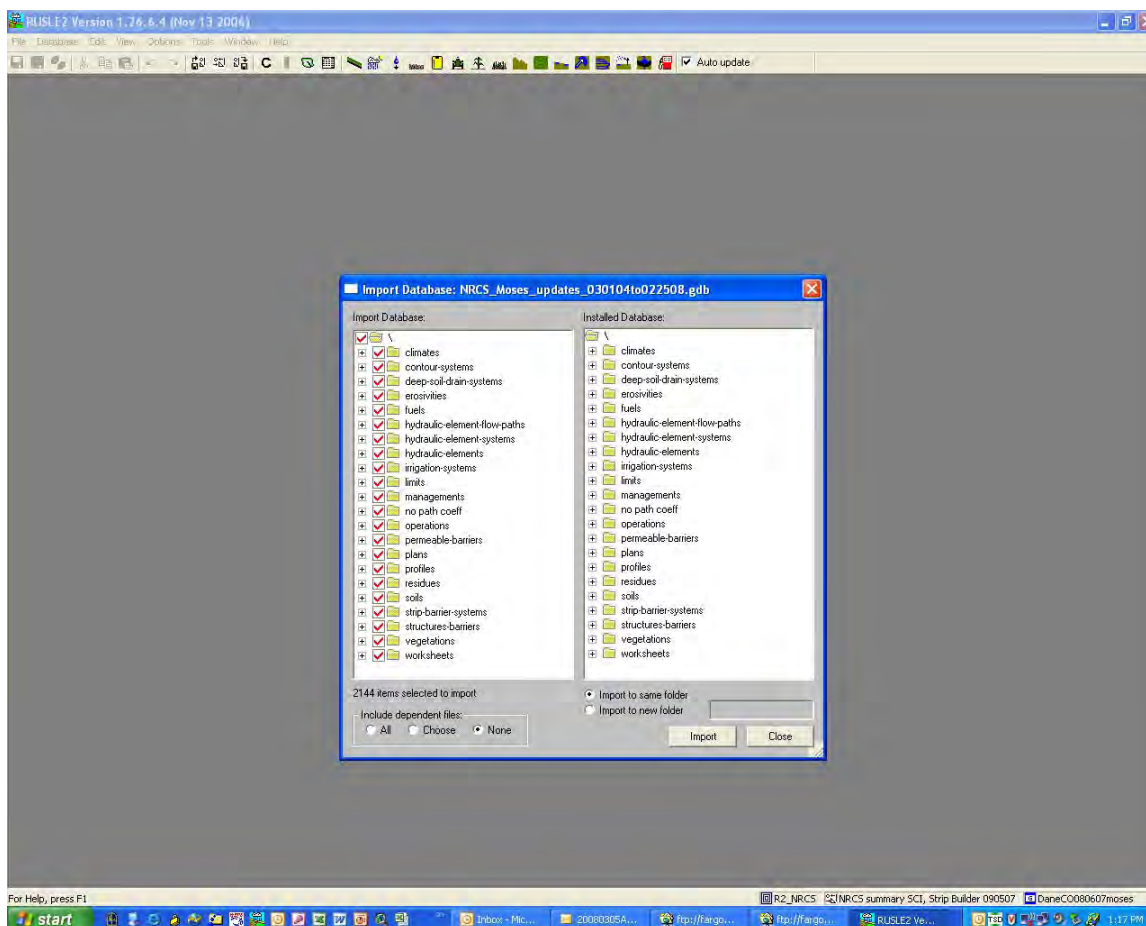 RUSLE2 Version 1.26.6.4 (Nov 13 2006)
File Database Edit View Options Tools Window Help
C Auto update
Import Database: NRCS_Moses_updates_030104to022508.gdb
Import Database:
\
climates
contour-systems
deep-soil-drain-systems
erosivities
fuels
hydraulic-element-flow-paths
hydraulic-element-systems
hydraulic-elements
irrigation-systems
limits
managements
no path coeff
operations
permeable-barriers
plans
profiles
residues
soils
strip-barrier-systems
structures-barriers
vegetations
worksheets
2144 items selected to import
Include dependent files:
All Choose None
Installed Database:
\
climates
contour-systems
deep-soil-drain-systems
erosivities
fuels
hydraulic-element-flow-paths
hydraulic-element-systems
hydraulic-elements
irrigation-systems
limits
managements
no path coeff
operations
permeable-barriers
plans
profiles
residues
soils
strip-barrier-systems
structures-barriers
vegetations
worksheets
Import to same folder
Import to new folder
Import Close
For Help, press F1 R2_NRCS NRCS summary SCI, Strip Builder 090507 DaneCO080607moses
start Inbox - Mic... 20080305A... ftp://fargo... ftp://fargo... RUSLE2 Ve... 1:17 PM